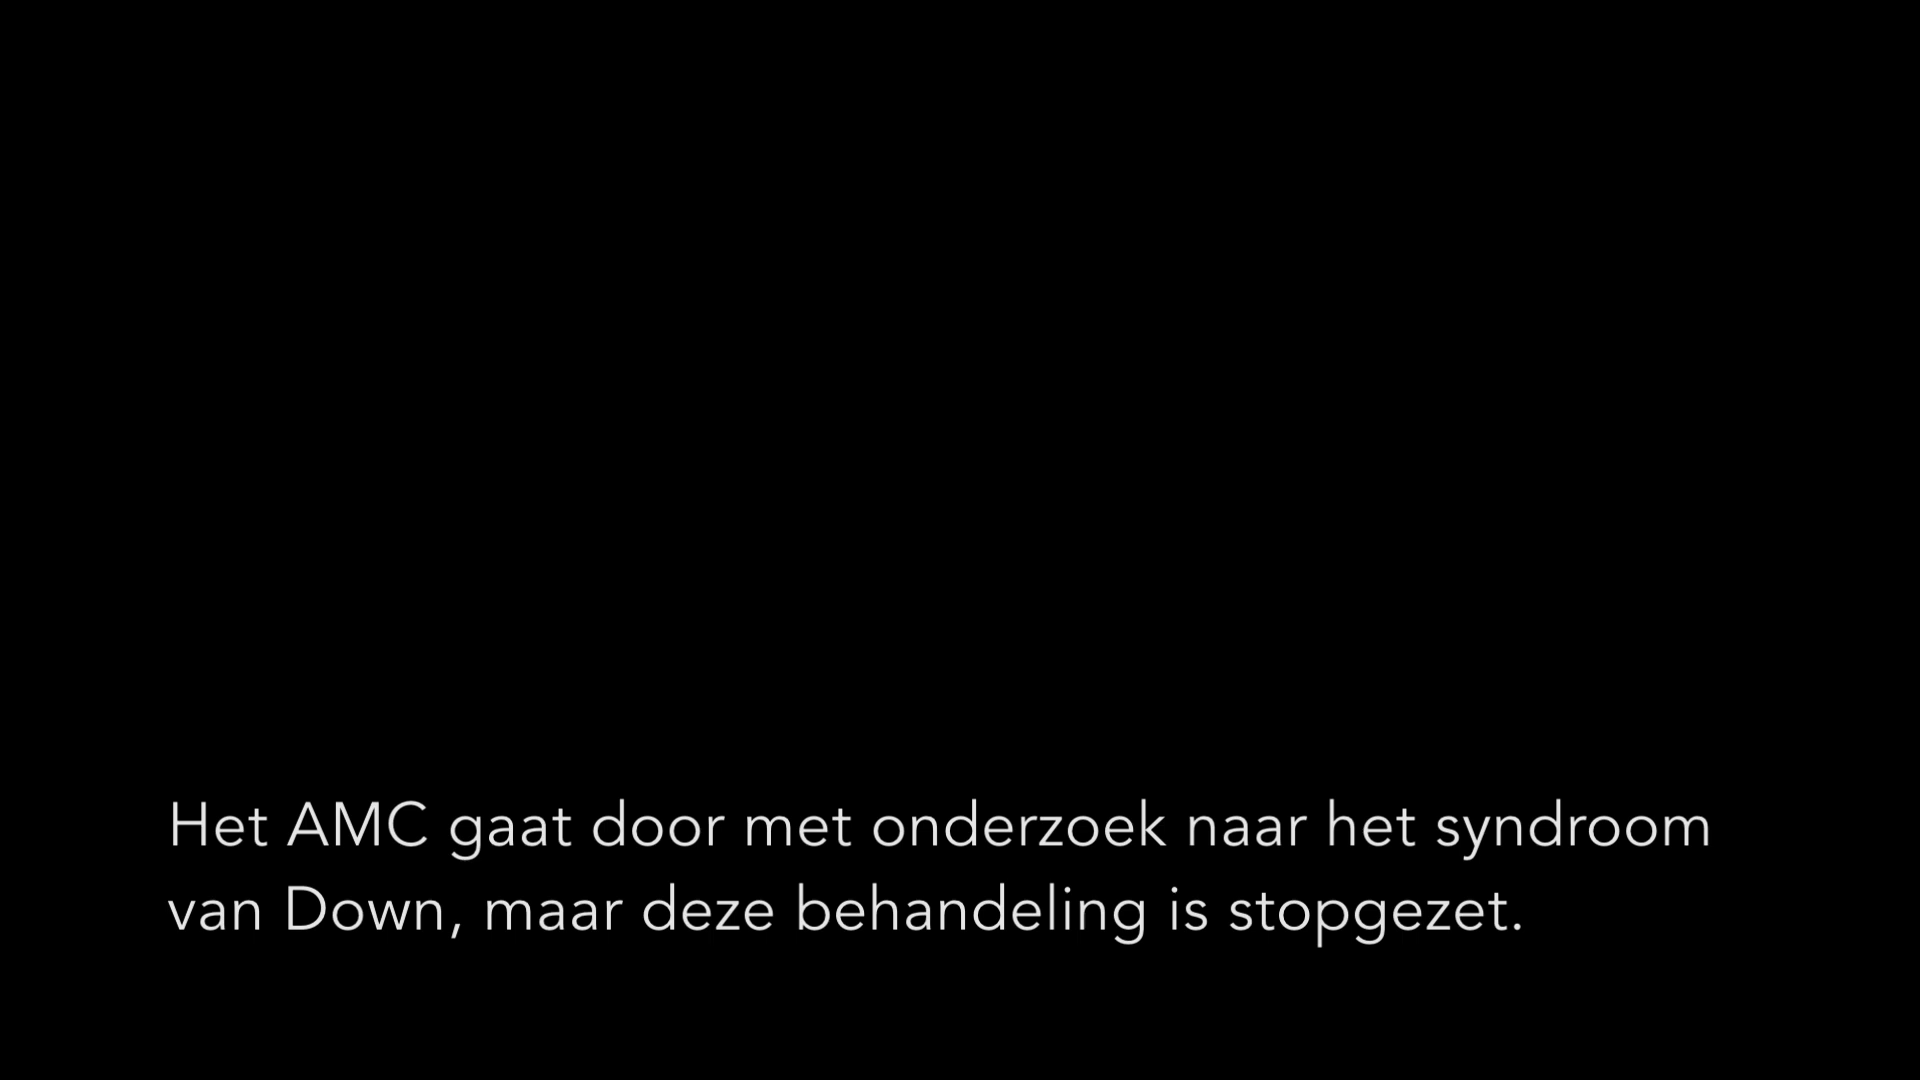 Het AMC gaat door met onderzoek naar het syndroom
van Down, maar deze behandeling is stopgezet.